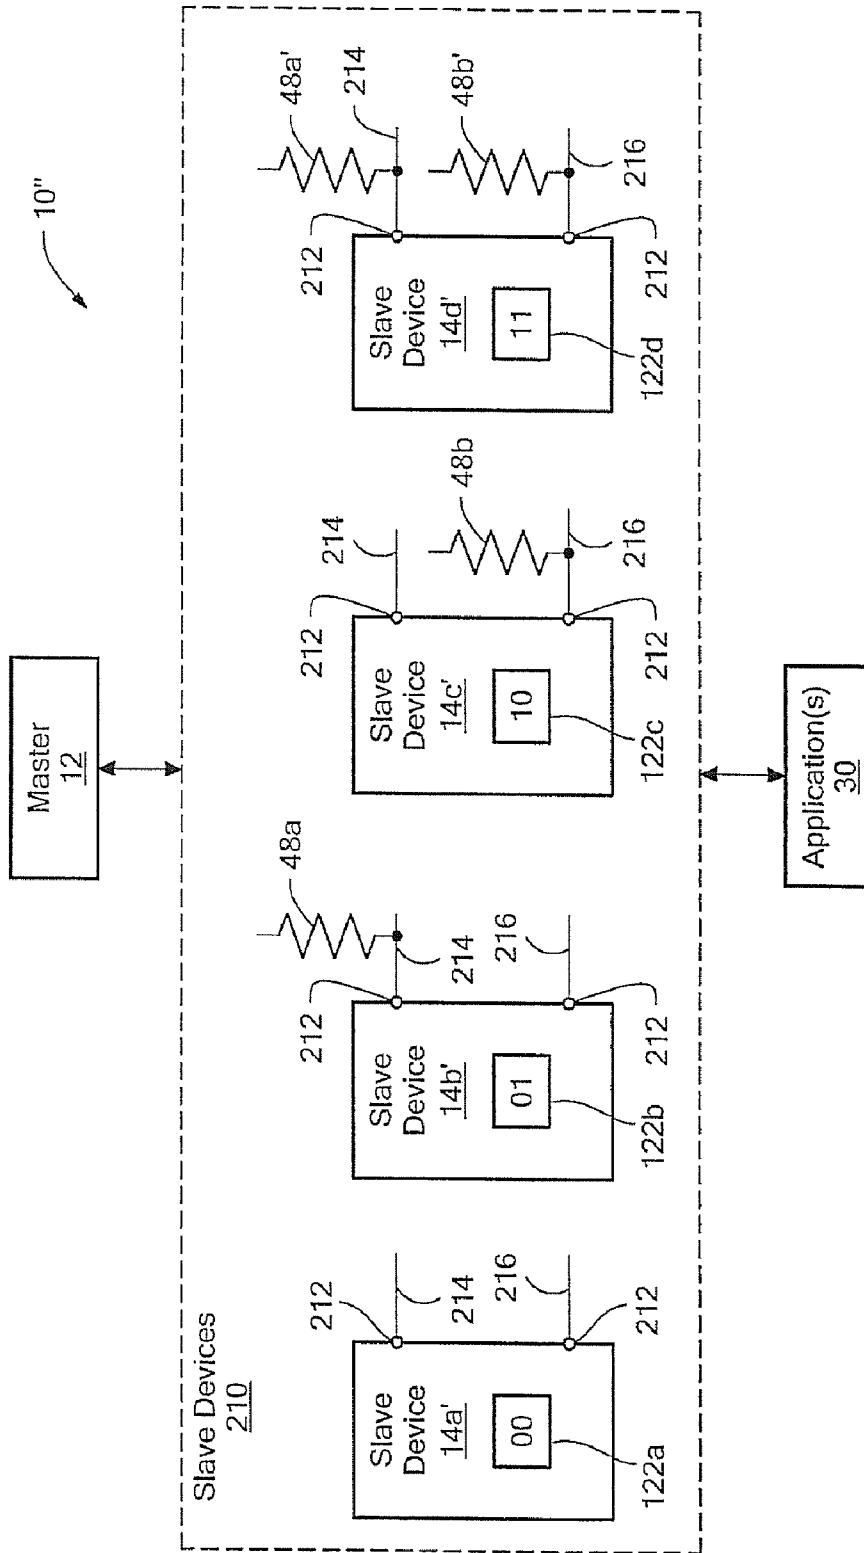 10"
Master
12
Slave Devices
210
Slave
Device
14a'
00
122a
212
214
216
212
Slave
Device
14b'
01
122b
212
48a
214
216
212
Slave
Device
14c'
10
122c
212
214
48b
216
212
Slave
Device
14d'
11
122d
212
48a'
214
48b'
216
212
Application(s)
30